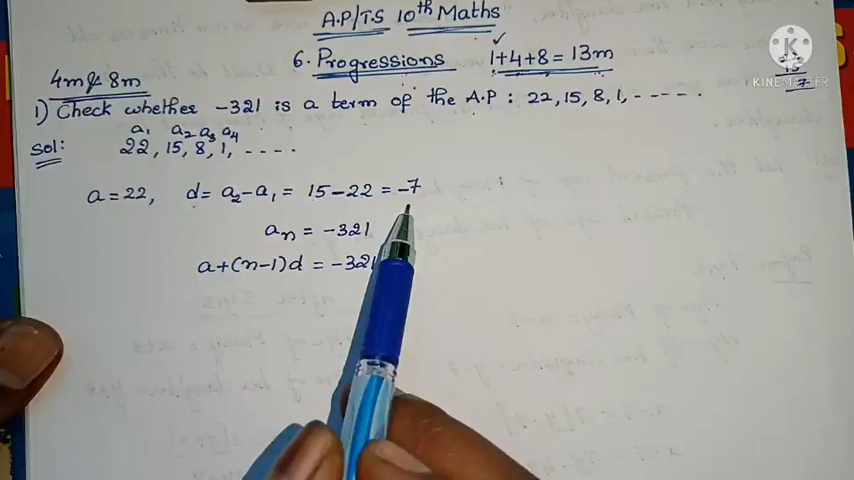 A.P/T.S 10th Maths
6. Progressions 1+4+8 = 13m
4m & 8m
1) Check whether -321 is a term of the A.P : 22, 15, 8, 1, -----
a₁ a₂ a₃ a₄
Sol: 22, 15, 8, 1, ----
a = 22, d = a₂ - a₁ = 15 - 22 = -7
aₙ = -321
a+(n-1)d = -321
K
KINEMASTER